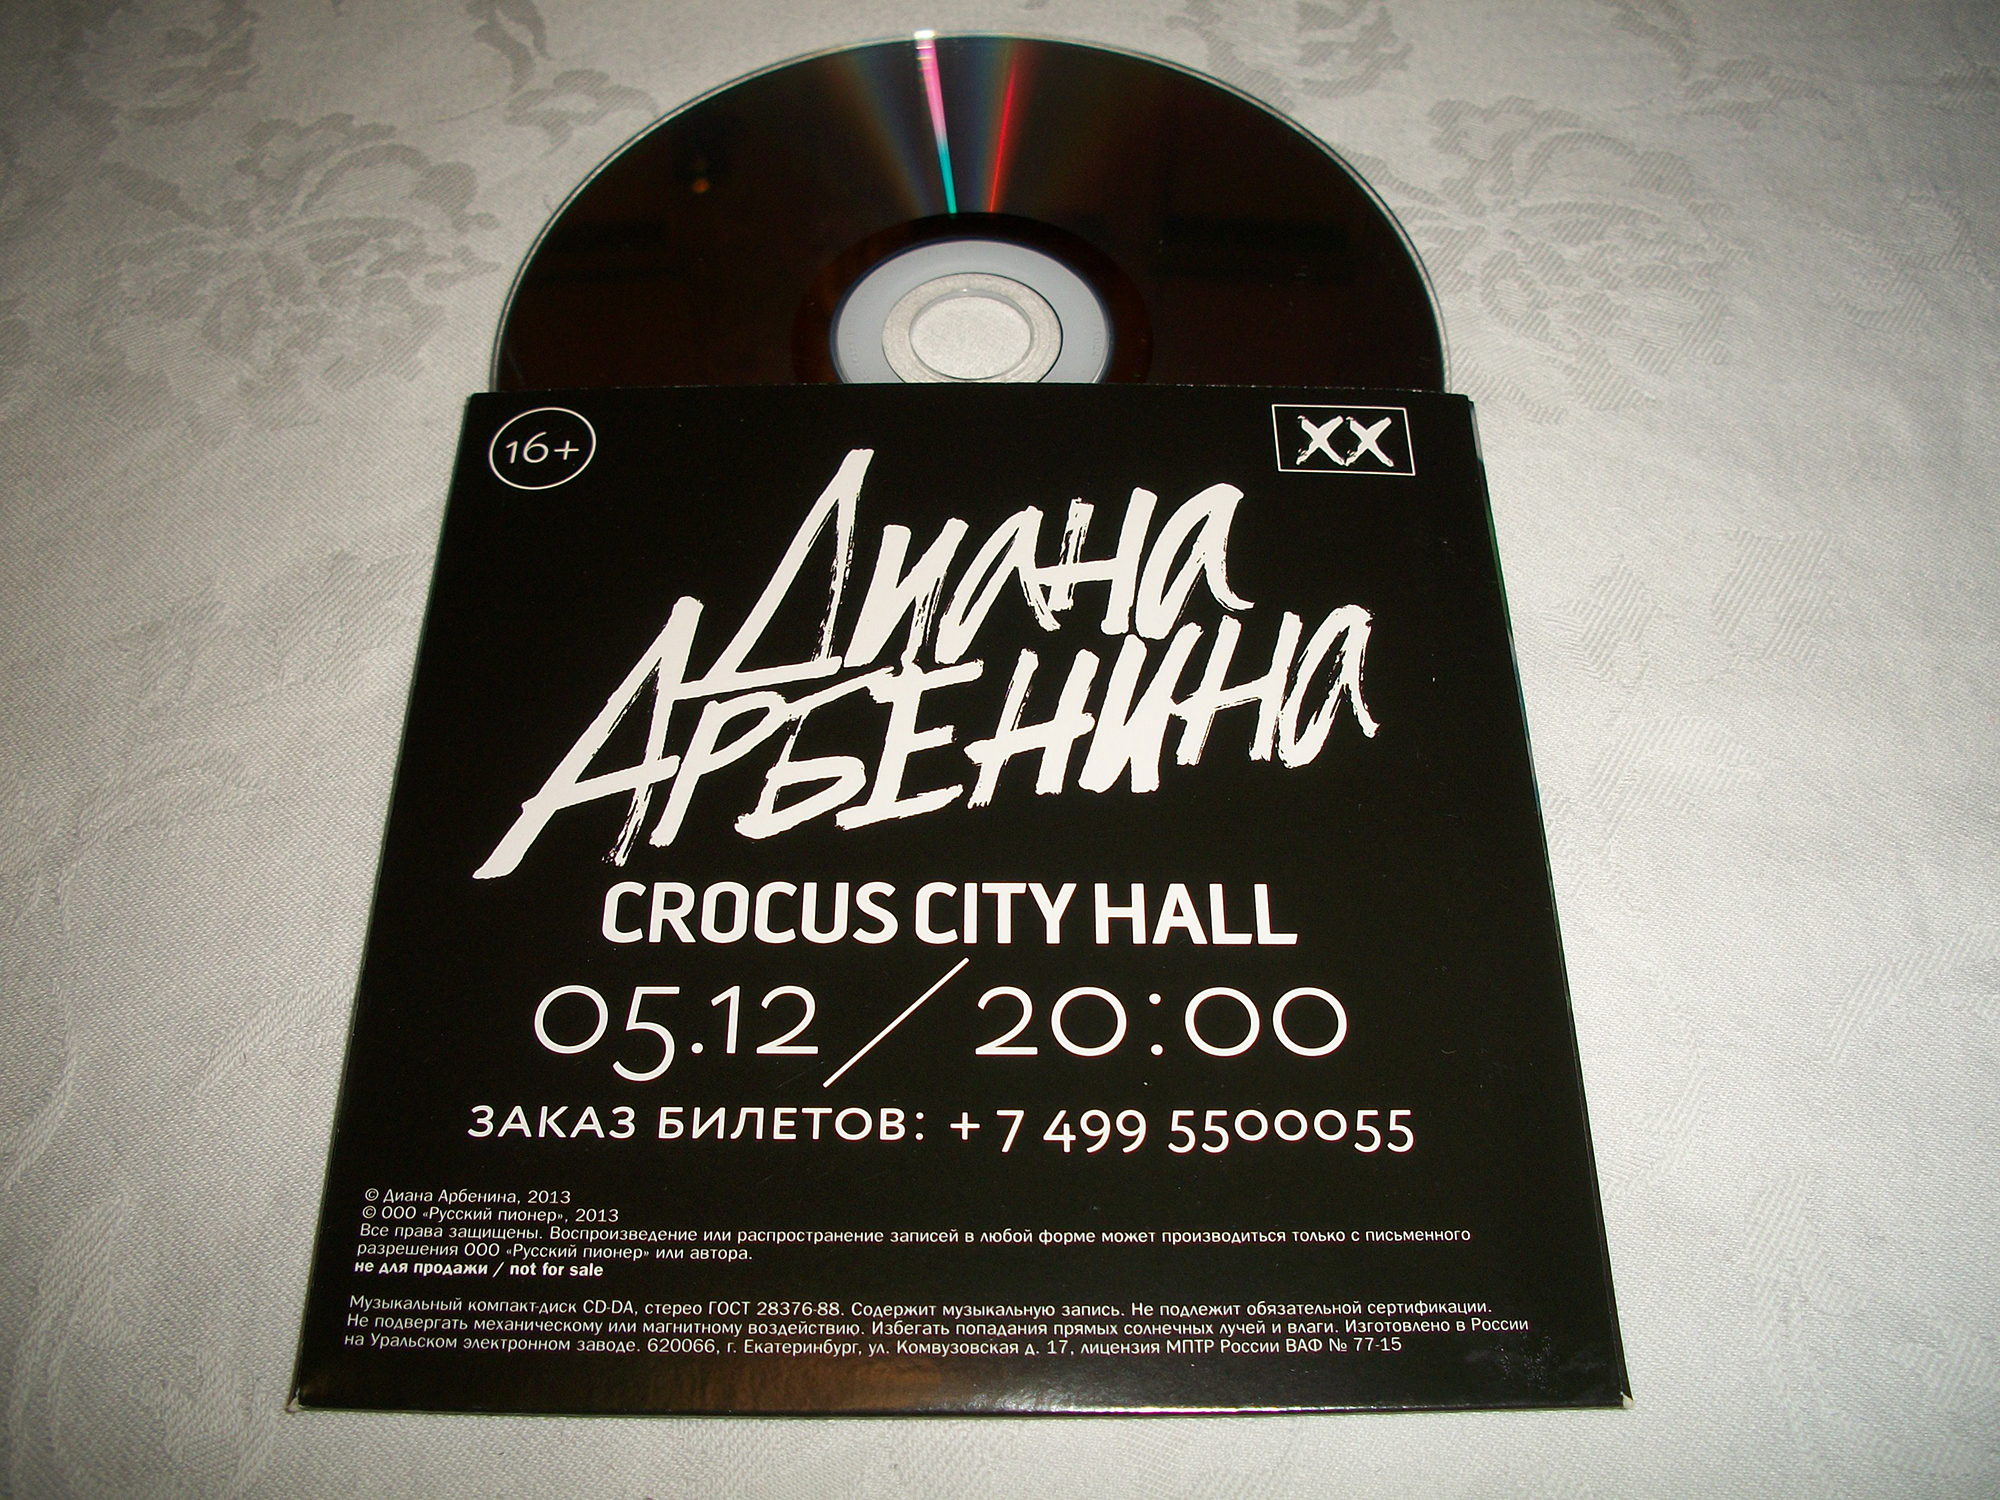 16+
XX
Диана
Арбенина
CROCUS CITY HALL
05.12 / 20:00
ЗАКАЗ БИЛЕТОВ: +7 499 5500055
© Диана Арбенина, 2013
© ООО «Русский пионер», 2013
Все права защищены. Воспроизведение или распространение записей в любой форме может производиться только с письменного
разрешения ООО «Русский пионер» или автора.
не для продажи / not for sale
Музыкальный компакт-диск CD-DA, стерео ГОСТ 28376-88. Содержит музыкальную запись. Не подлежит обязательной сертификации.
Не подвергать механическому или магнитному воздействию. Избегать попадания прямых солнечных лучей и влаги. Изготовлено в России
на Уральском электронном заводе. 620066, г. Екатеринбург, ул. Комвузовская д. 17, лицензия МПТР России ВАФ № 77-15